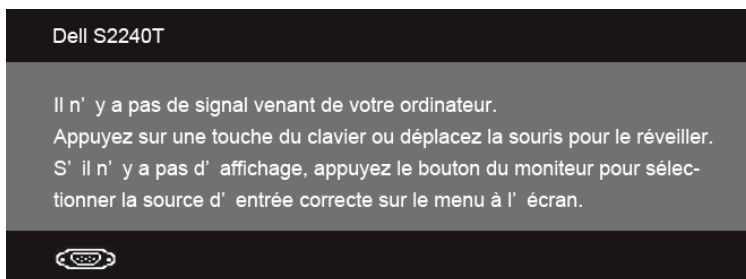 Dell S2240T
Il n' y a pas de signal venant de votre ordinateur.
Appuyez sur une touche du clavier ou déplacez la souris pour le réveiller.
S' il n' y a pas d' affichage, appuyez le bouton du moniteur pour sélec-
tionner la source d' entrée correcte sur le menu à l' écran.